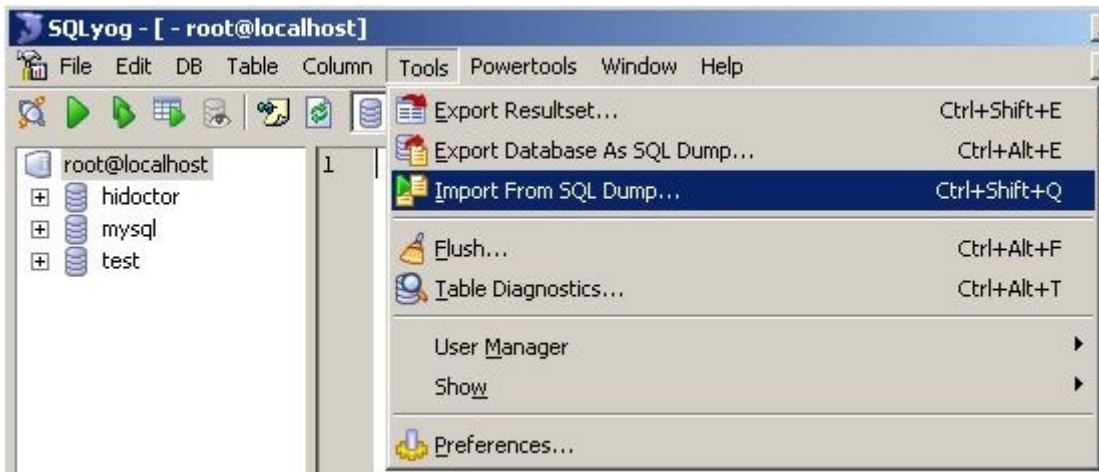 SQLyog - [ - root@localhost]
File Edit DB Table Column Tools Powertools Window Help
root@localhost
hidoctor
mysql
test
1
Export Resultset... Ctrl+Shift+E
Export Database As SQL Dump... Ctrl+Alt+E
Import From SQL Dump... Ctrl+Shift+Q
Flush... Ctrl+Alt+F
Table Diagnostics... Ctrl+Alt+T
User Manager
Show
Preferences...